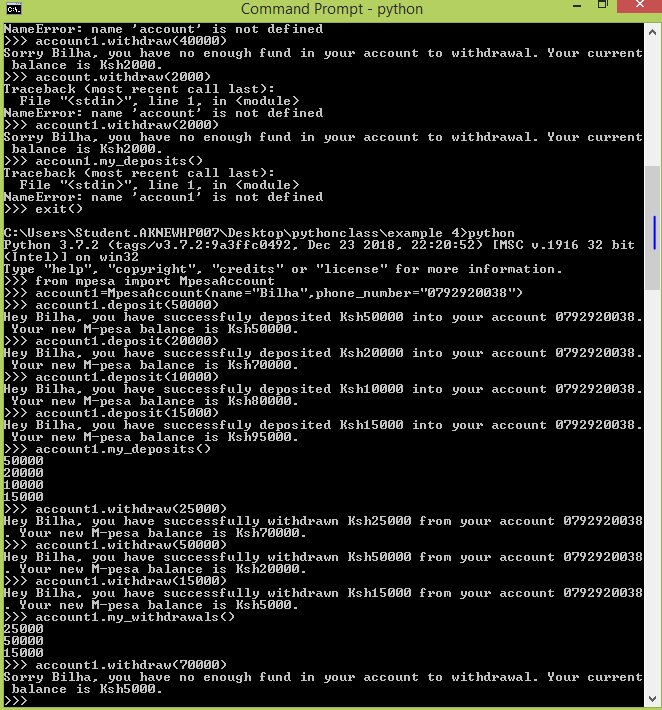 Command Prompt - python
NameError: name 'account' is not defined
>>> account1.withdraw(40000)
Sorry Bilha, you have no enough fund in your account to withdrawal. Your current
 balance is Ksh2000.
>>> account.withdraw(2000)
Traceback (most recent call last):
  File "<stdin>", line 1, in <module>
NameError: name 'account' is not defined
>>> account1.withdraw(2000)
Sorry Bilha, you have no enough fund in your account to withdrawal. Your current
 balance is Ksh2000.
>>> accoun1.my_deposits()
Traceback (most recent call last):
  File "<stdin>", line 1, in <module>
NameError: name 'accoun1' is not defined
>>> exit()
C:\Users\Student.AKNEWHP007\Desktop\pythonclass\example 4>python
Python 3.7.2 (tags/v3.7.2:9a3ffc0492, Dec 23 2018, 22:20:52) [MSC v.1916 32 bit
(Intel)] on win32
Type "help", "copyright", "credits" or "license" for more information.
>>> from mpesa import MpesaAccount
>>> account1=MpesaAccount(name="Bilha",phone_number="0792920038")
>>> account1.deposit(50000)
Hey Bilha, you have successfuly deposited Ksh50000 into your account 0792920038.
 Your new M-pesa balance is Ksh50000.
>>> account1.deposit(20000)
Hey Bilha, you have successfuly deposited Ksh20000 into your account 0792920038.
 Your new M-pesa balance is Ksh70000.
>>> account1.deposit(10000)
Hey Bilha, you have successfuly deposited Ksh10000 into your account 0792920038.
 Your new M-pesa balance is Ksh80000.
>>> account1.deposit(15000)
Hey Bilha, you have succesfuly deposited Ksh15000 into your account 0792920038.
 Your new M-pesa balance is Ksh95000.
>>> account1.my_deposits()
50000
20000
10000
15000
>>> account1.withdraw(25000)
Hey Bilha, you have successfully withdrawn Ksh25000 from your account 0792920038
. Your new M-pesa balance is Ksh70000.
>>> account1.withdraw(50000)
Hey Bilha, you have successfully withdrawn Ksh50000 from your account 0792920038
. Your new M-pesa balance is Ksh20000.
>>> account1.withdraw(15000)
Hey Bilha, you have successfully withdrawn Ksh15000 from your account 0792920038
. Your new M-pesa balance is Ksh5000.
>>> account1.my_withdrawals()
25000
50000
15000
>>> account1.withdraw(70000)
Sorry Bilha, you have no enough fund in your account to withdrawal. Your current
 balance is Ksh5000.
>>>